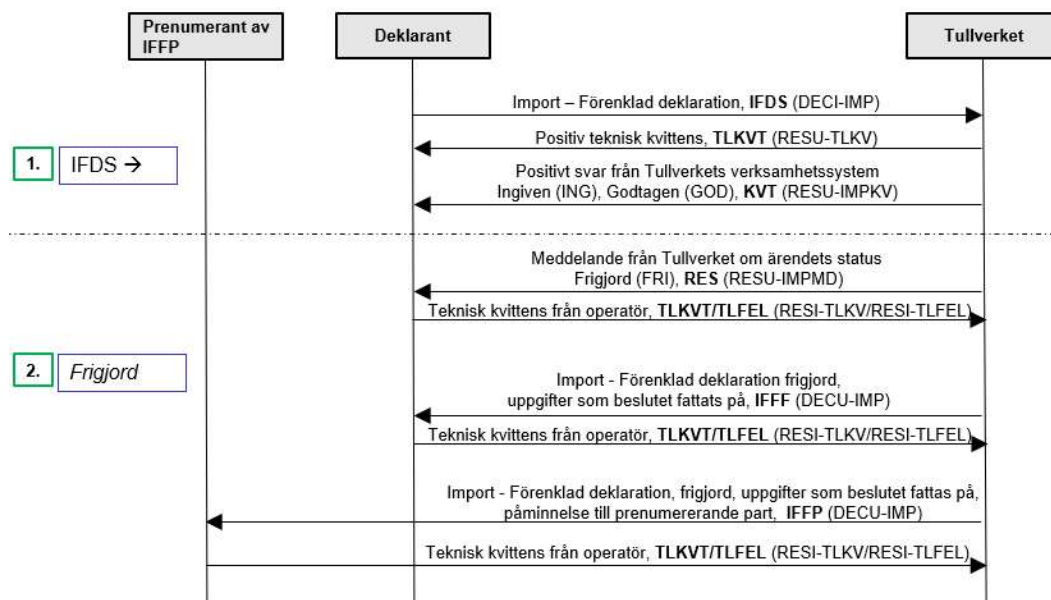 Prenumerant av
IFFP
Deklarant
Tullverket
Import – Förenklad deklaration, IFDS (DECI-IMP)
Positiv teknisk kvittens, TLKVT (RESU-TLKV)
1.
IFDS →
Positivt svar från Tullverkets verksamhetssystem
Ingiven (ING), Godtagen (GOD), KVT (RESU-IMPKV)
Meddelande från Tullverket om ärendets status
Frigjord (FRI), RES (RESU-IMPMD)
Teknisk kvittens från operatör, TLKVT/TLFEL (RESI-TLKV/RESI-TLFEL)
2.
Frigjord
Import - Förenklad deklaration frigjord,
uppgifter som beslutet fattats på, IFFF (DECU-IMP)
Teknisk kvittens från operatör, TLKVT/TLFEL (RESI-TLKV/RESI-TLFEL)
Import - Förenklad deklaration, frigjord, uppgifter som beslutet fattas på,
påminnelse till prenumererande part, IFFP (DECU-IMP)
Teknisk kvittens från operatör, TLKVT/TLFEL (RESI-TLKV/RESI-TLFEL)